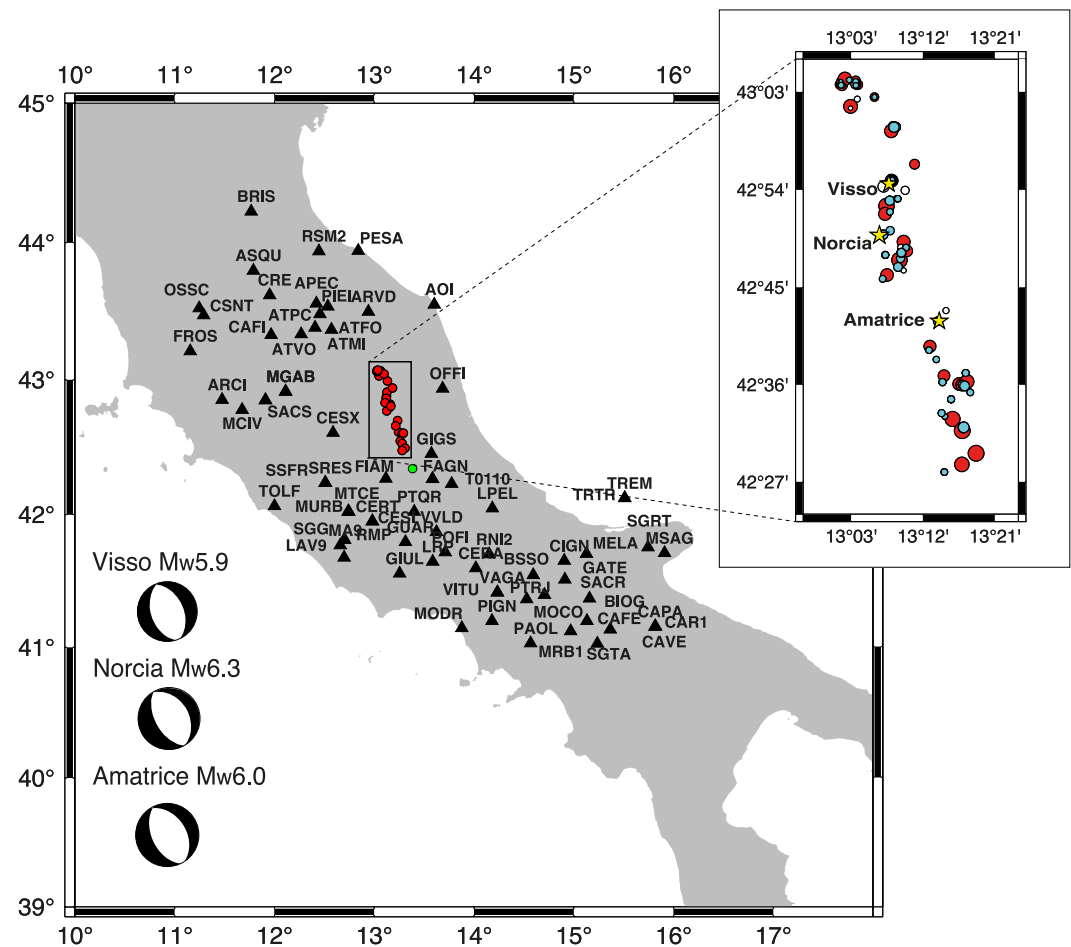 10° 11° 12° 13° 14° 15° 16°
13°03' 13°12' 13°21'
43°03'
42°54'
42°45'
42°36'
42°27'
Visso
Norcia
Amatrice
45°
44°
43°
42°
41°
40°
39°
BRIS
RSM2 PESA
ASQU
CRE APEC
OSSC PIEI ARVD AOI
CSNT ATPC
CAFI ATFO
FROS ATVO ATMI
MGAB OFFI
ARCI
MCIV SACS
CESX
GIGS
SSFR SRES FIAM FAGN
T0110 TREM
TRTR
TOLF MTCE PTQR LPEL
MURB CERT
VVLD SGRT
SGG MA9 RMP GUAR
LAV9 RNI2 CIGN MELA MSAG
GIUL CERA BSSO GATE
VAGA SACR
VITU PTRJ BIOG
MODR PIGN MOCO CAFE CAPA
PAOL CAR1
MRB1 SGTA CAVE
Visso Mw5.9
Norcia Mw6.3
Amatrice Mw6.0
10° 11° 12° 13° 14° 15° 16° 17°